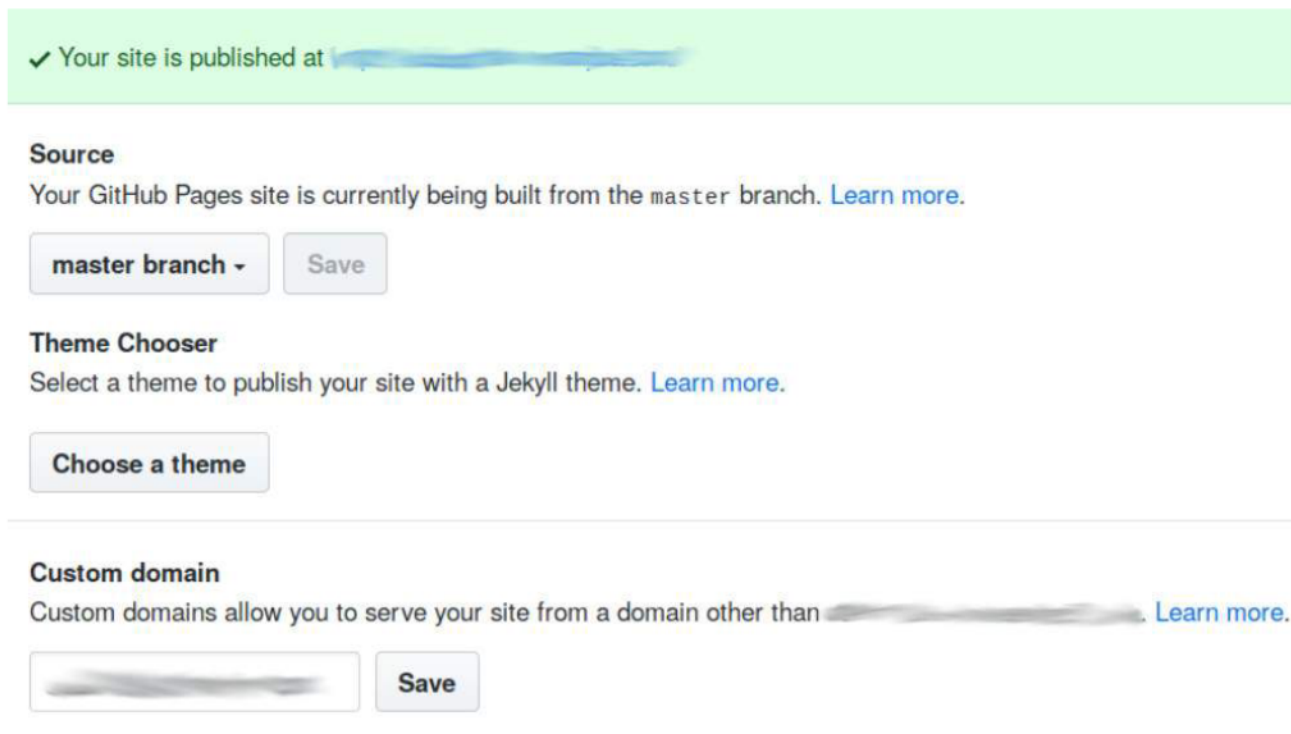 ✓ Your site is published at
Source
Your GitHub Pages site is currently being built from the master branch. Learn more.
master branch
Save
Theme Chooser
Select a theme to publish your site with a Jekyll theme. Learn more.
Choose a theme
Custom domain
Custom domains allow you to serve your site from a domain other than . Learn more.
Save